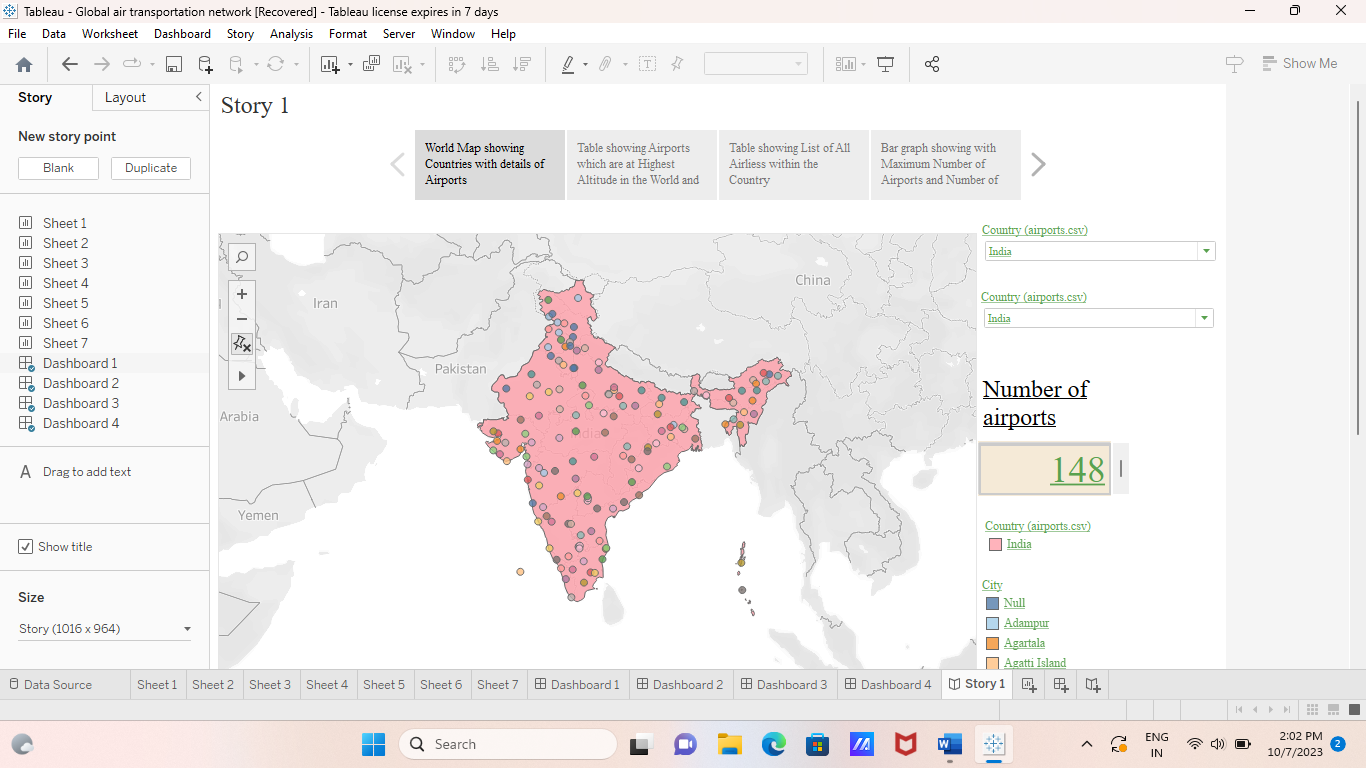 Tableau - Global air transportation network [Recovered] - Tableau license expires in 7 days
File Data Worksheet Dashboard Story Analysis Format Server Window Help
Show Me
Story Layout
New story point
Blank Duplicate
Sheet 1
Sheet 2
Sheet 3
Sheet 4
Sheet 5
Sheet 6
Sheet 7
Dashboard 1
Dashboard 2
Dashboard 3
Dashboard 4
A Drag to add text
Show title
Size
Story (1016 x 964)
Story 1
World Map showing
Countries with details of
Airports
Table showing Airports
which are at Highest
Altitude in the World and
Table showing List of All
Airliess within the
Country
Bar graph showing with
Maximum Number of
Airports and Number of
Iran
China
Pakistan
Arabia
India
Yemen
Country (airports.csv)
India
Country (airports.csv)
India
Number of
airports
148
Country (airports.csv)
India
City
Null
Adampur
Agartala
Agatti Island
Data Source Sheet 1 Sheet 2 Sheet 3 Sheet 4 Sheet 5 Sheet 6 Sheet 7 Dashboard 1 Dashboard 2 Dashboard 3 Dashboard 4 Story 1
Search
ENG
IN
2:02 PM
10/7/2023
2